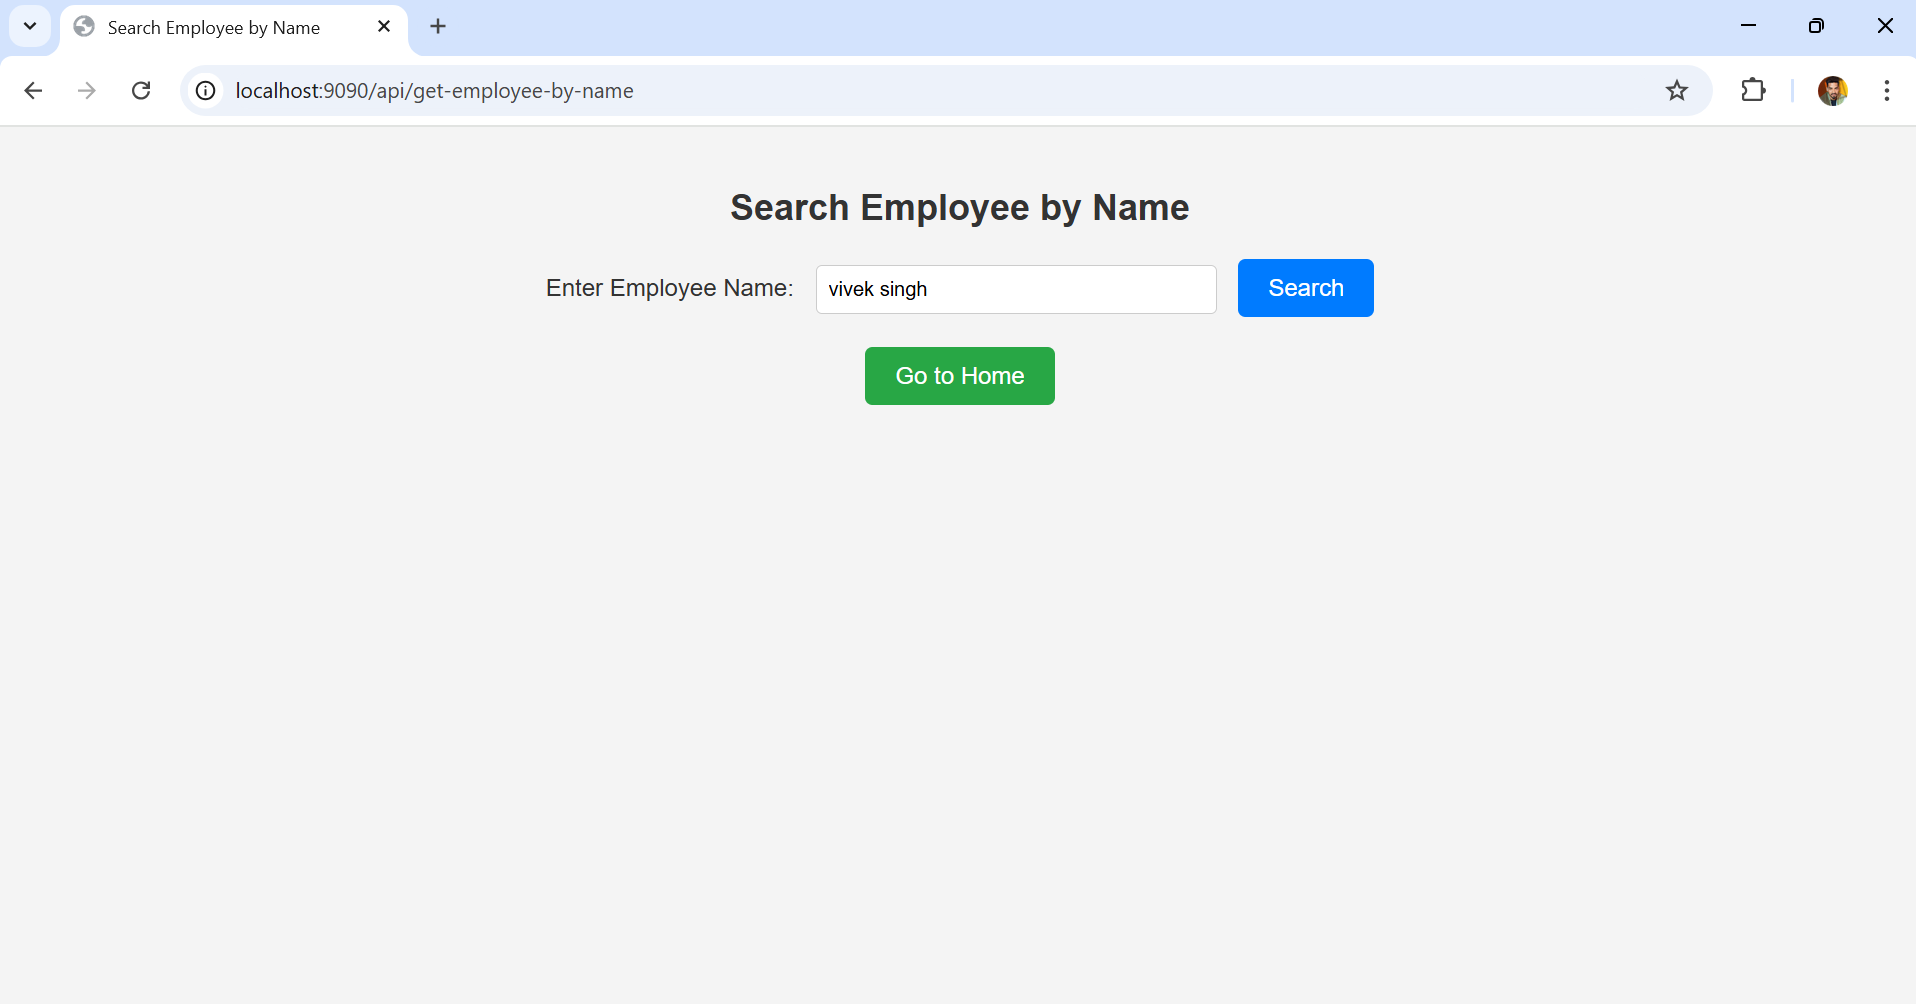 Search Employee by Name
localhost:9090/api/get-employee-by-name
Search Employee by Name
Enter Employee Name: vivek singh Search
Go to Home